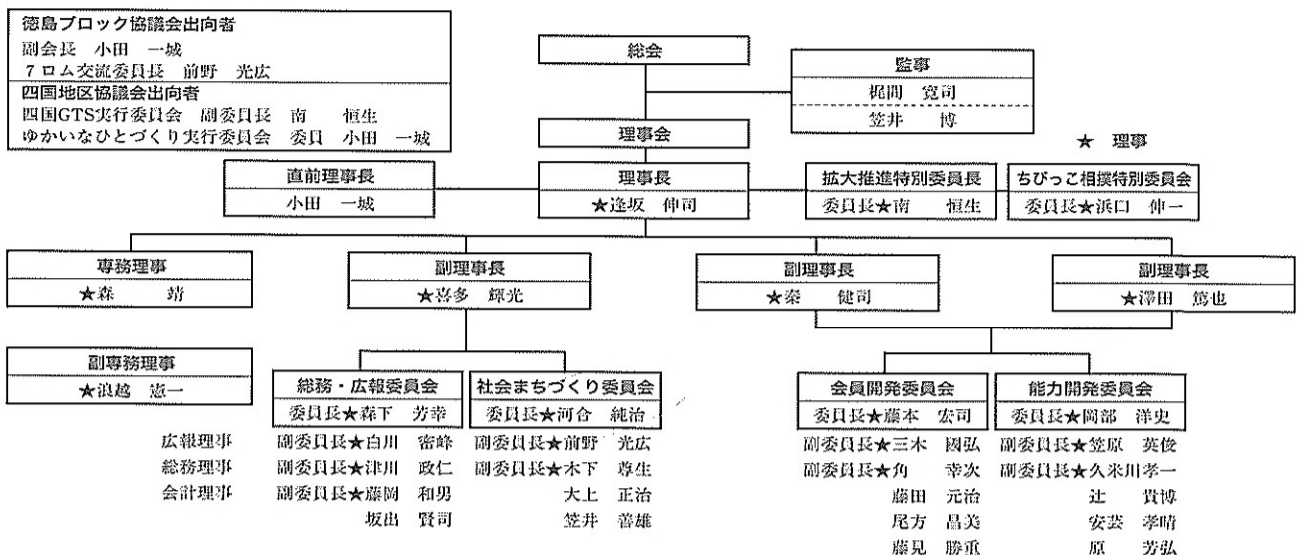 徳島ブロック協議会出向者
副会長 小田 一城
7ロム交流委員長 前野 光広
四国地区協議会出向者
四国GTS実行委員会 副委員長 南 恒生
ゆかいなひとづくり実行委員会 委員 小田 一城
総会
監事
梶間 寛司
笠井 博
理事会
★ 理事
直前理事長
小田 一城
理事長
★逢坂 伸司
拡大推進特別委員長
委員長★南 恒生
ちびっこ相撲特別委員会
委員長★浜口 伸一
専務理事
★森 靖
副理事長
★喜多 輝光
副理事長
★秦 健司
副理事長
★澤田 篤也
副専務理事
★浪越 憲一
総務・広報委員会
委員長★森下 芳幸
広報理事 副委員長★白川 密峰
総務理事 副委員長★津川 政仁
会計理事 副委員長★藤岡 和男
坂出 賢司
社会まちづくり委員会
委員長★河合 純治
副委員長★前野 光広
副委員長★木下 尊生
大上 正治
笠井 善雄
会員開発委員会
委員長★藤本 宏司
副委員長★三木 國弘
副委員長★角 幸次
藤田 元治
尾方 昌美
藤見 勝重
能力開発委員会
委員長★岡部 洋史
副委員長★笠原 英俊
副委員長★久米川孝一
辻 貴博
安芸 孝晴
原 芳弘